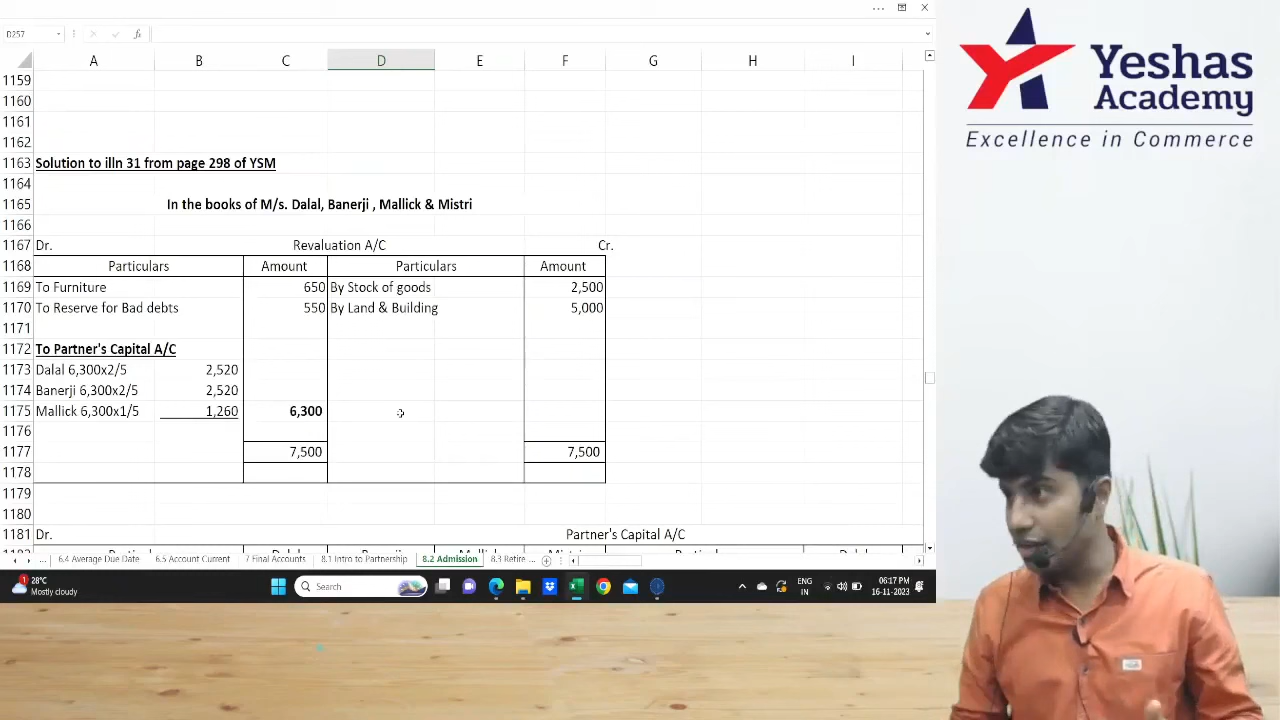 D257
fx
A B C D E F G H I
1159
1160
1161
1162
1163 Solution to illn 31 from page 298 of YSM
1164
1165 In the books of M/s. Dalal, Banerji , Mallick & Mistri
1166
1167 Dr. Revaluation A/C Cr.
1168 Particulars Amount Particulars Amount
1169 To Furniture 650 By Stock of goods 2,500
1170 To Reserve for Bad debts 550 By Land & Building 5,000
1171
1172 To Partner's Capital A/C
1173 Dalal 6,300x2/5 2,520
1174 Banerji 6,300x2/5 2,520
1175 Mallick 6,300x1/5 1,260 6,300
1176
1177 7,500 7,500
1178
1179
1180
1181 Dr. Partner's Capital A/C
... 6.4 Average Due Date 6.5 Account Current 7 Final Accounts 8.1 Intro to Partnership 8.2 Admission 8.3 Retire ...
1 28°C
Mostly cloudy
Search
ENG
IN
06:17 PM
16-11-2023
Yeshas
Academy
Excellence in Commerce